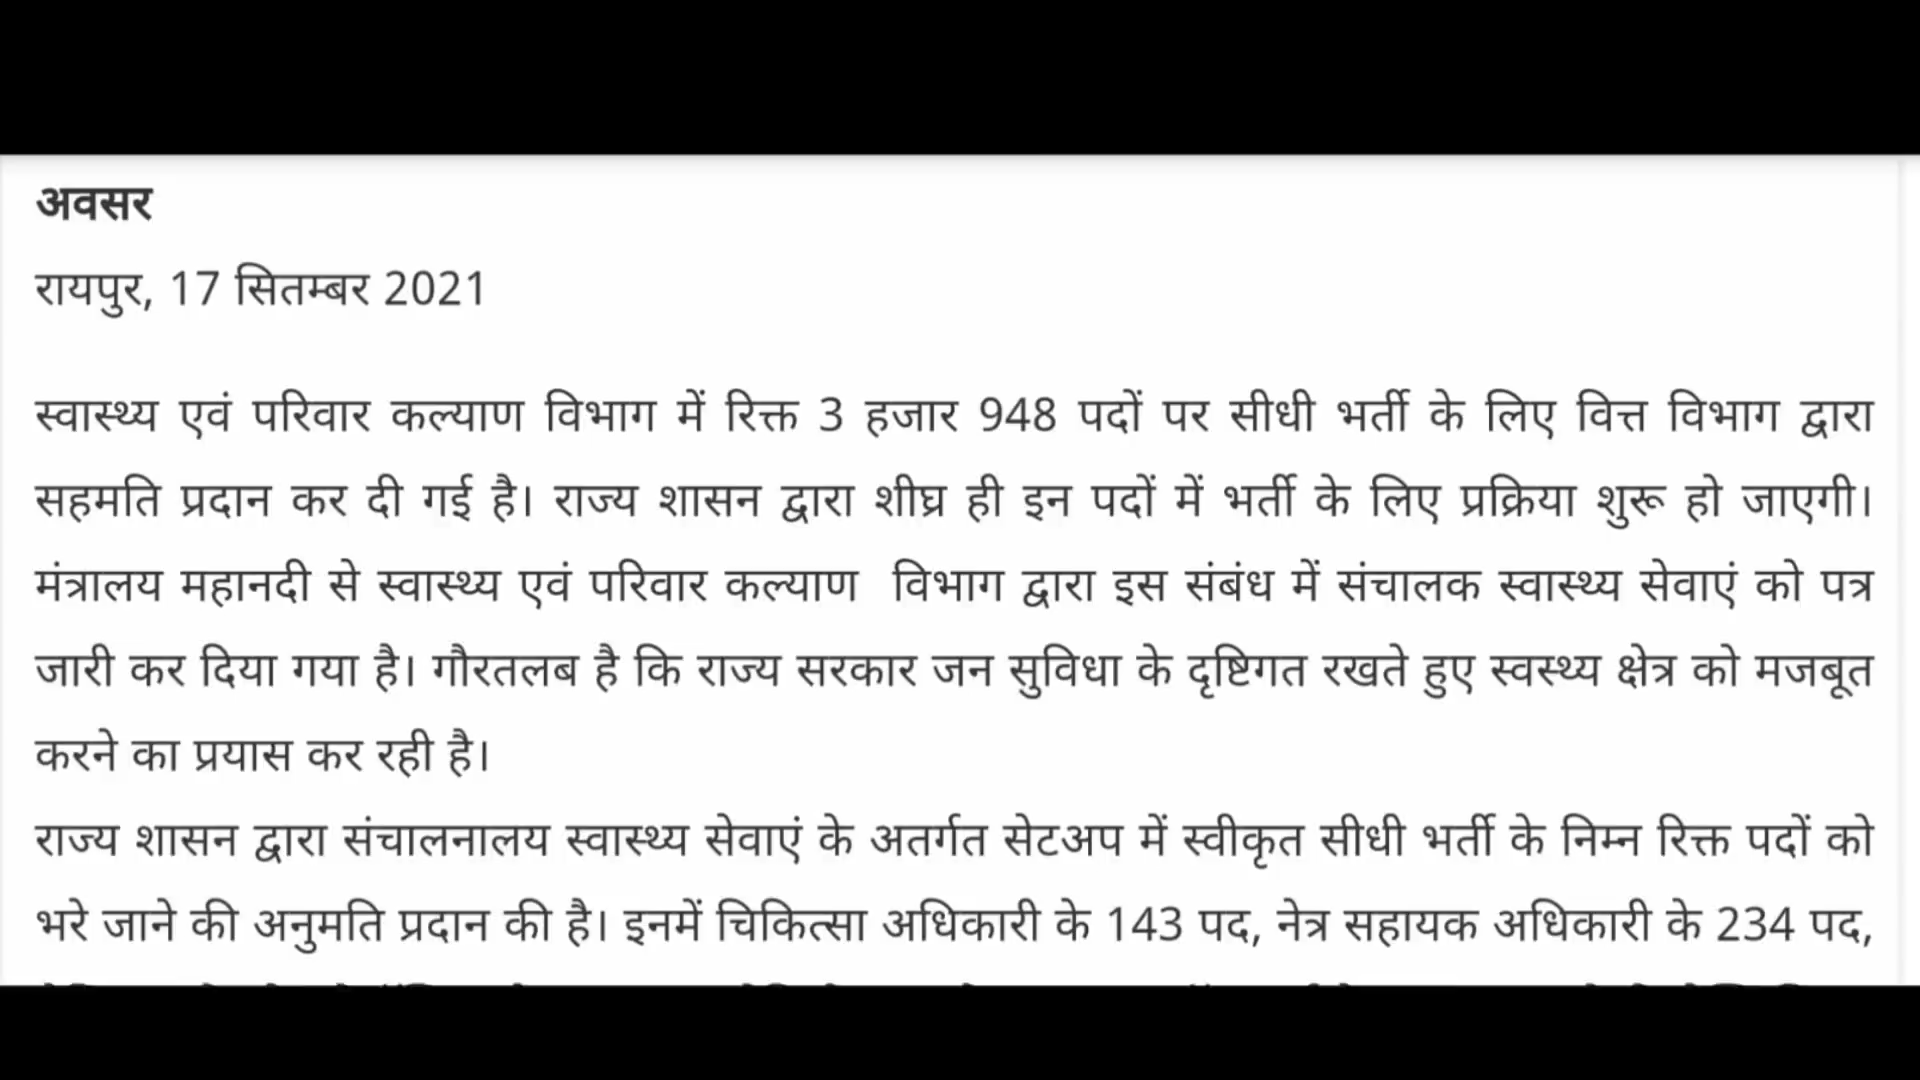 अवसर
रायपुर, 17 सितम्बर 2021
स्वास्थ्य एवं परिवार कल्याण विभाग में रिक्त 3 हजार 948 पदों पर सीधी भर्ती के लिए वित्त विभाग द्वारा
सहमति प्रदान कर दी गई है। राज्य शासन द्वारा शीघ्र ही इन पदों में भर्ती के लिए प्रक्रिया शुरू हो जाएगी।
मंत्रालय महानदी से स्वास्थ्य एवं परिवार कल्याण विभाग द्वारा इस संबंध में संचालक स्वास्थ्य सेवाएं को पत्र
जारी कर दिया गया है। गौरतलब है कि राज्य सरकार जन सुविधा के दृष्टिगत रखते हुए स्वस्थ्य क्षेत्र को मजबूत
करने का प्रयास कर रही है।
राज्य शासन द्वारा संचालनालय स्वास्थ्य सेवाएं के अतर्गत सेटअप में स्वीकृत सीधी भर्ती के निम्न रिक्त पदों को
भरे जाने की अनुमति प्रदान की है। इनमें चिकित्सा अधिकारी के 143 पद, नेत्र सहायक अधिकारी के 234 पद,